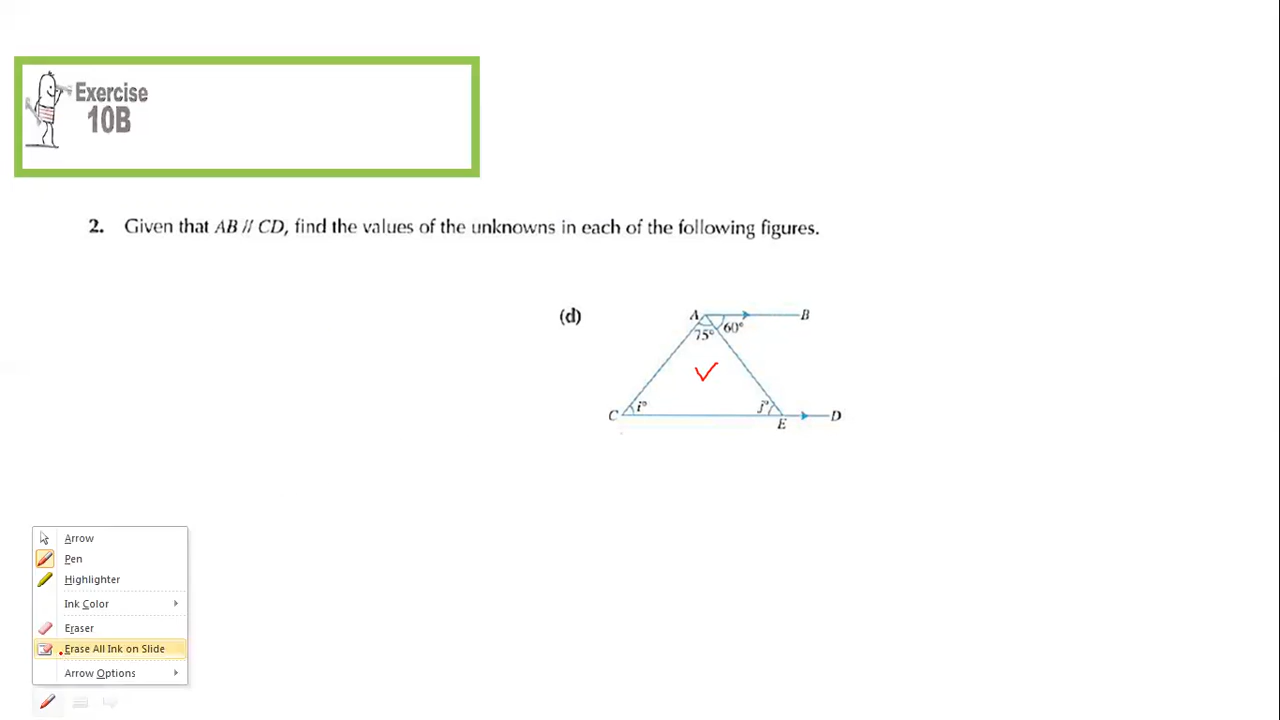 Exercise
10B
2. Given that AB // CD, find the values of the unknowns in each of the following figures.
(d)
A
B
75°
60°
C
i°
j°
D
E
Arrow
Pen
Highlighter
Ink Color
Eraser
Erase All Ink on Slide
Arrow Options